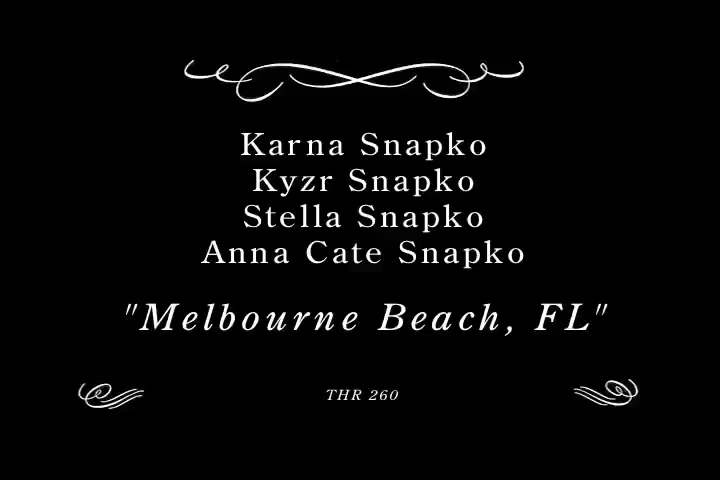 Karna Snapko
Kyzr Snapko
Stella Snapko
Anna Cate Snapko
"Melbourne Beach, FL"
THR 260